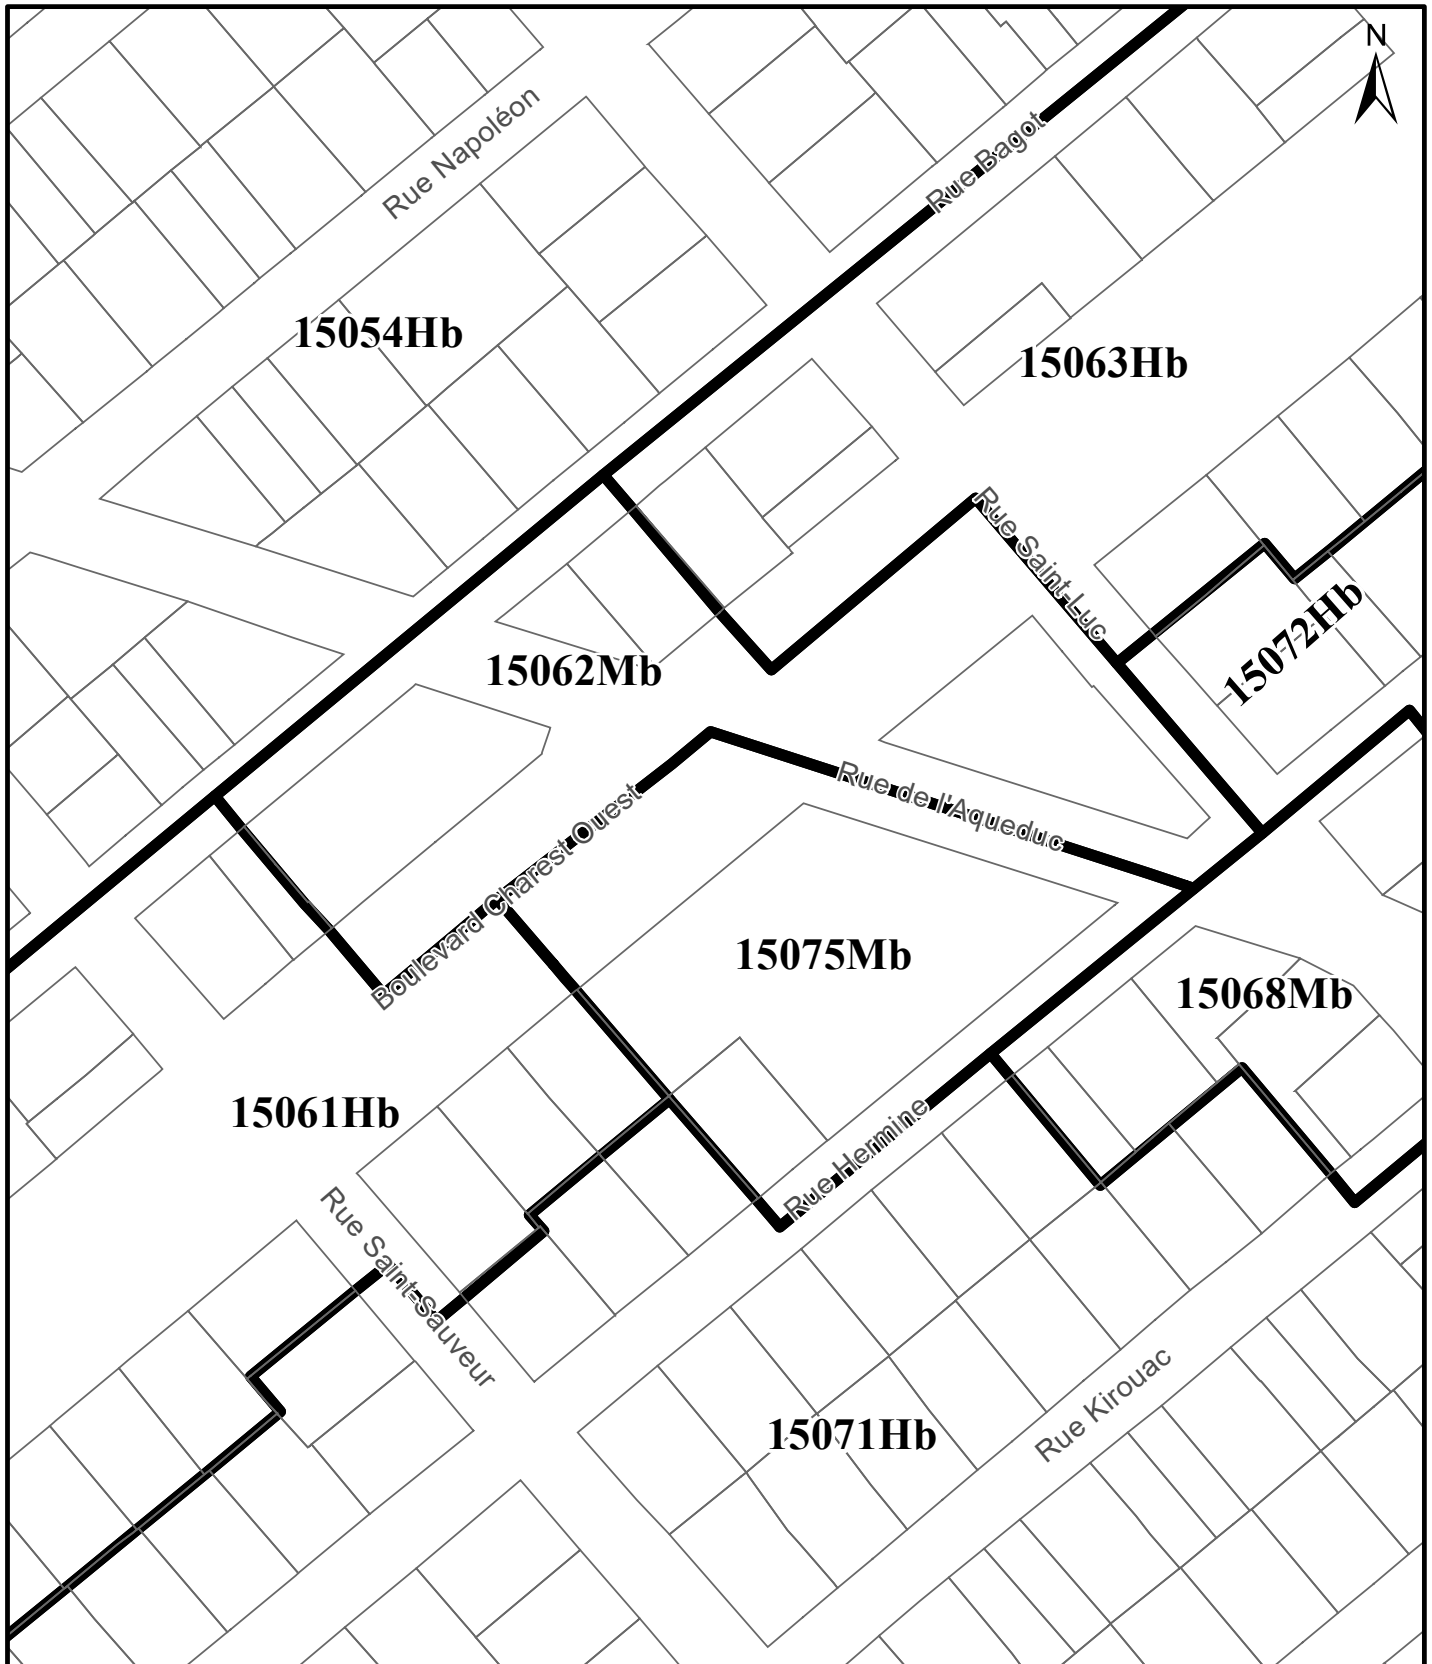 N
Rue Napoléon
Rue Bagot
15054Hb
15063Hb
Rue Saint-Luc
15072Hb
15062Mb
Rue de l'Aqueduc
Boulevard Charest Ouest
15075Mb
15068Mb
15061Hb
Rue Hermine
Rue Saint-Sauveur
15071Hb
Rue Kirouac